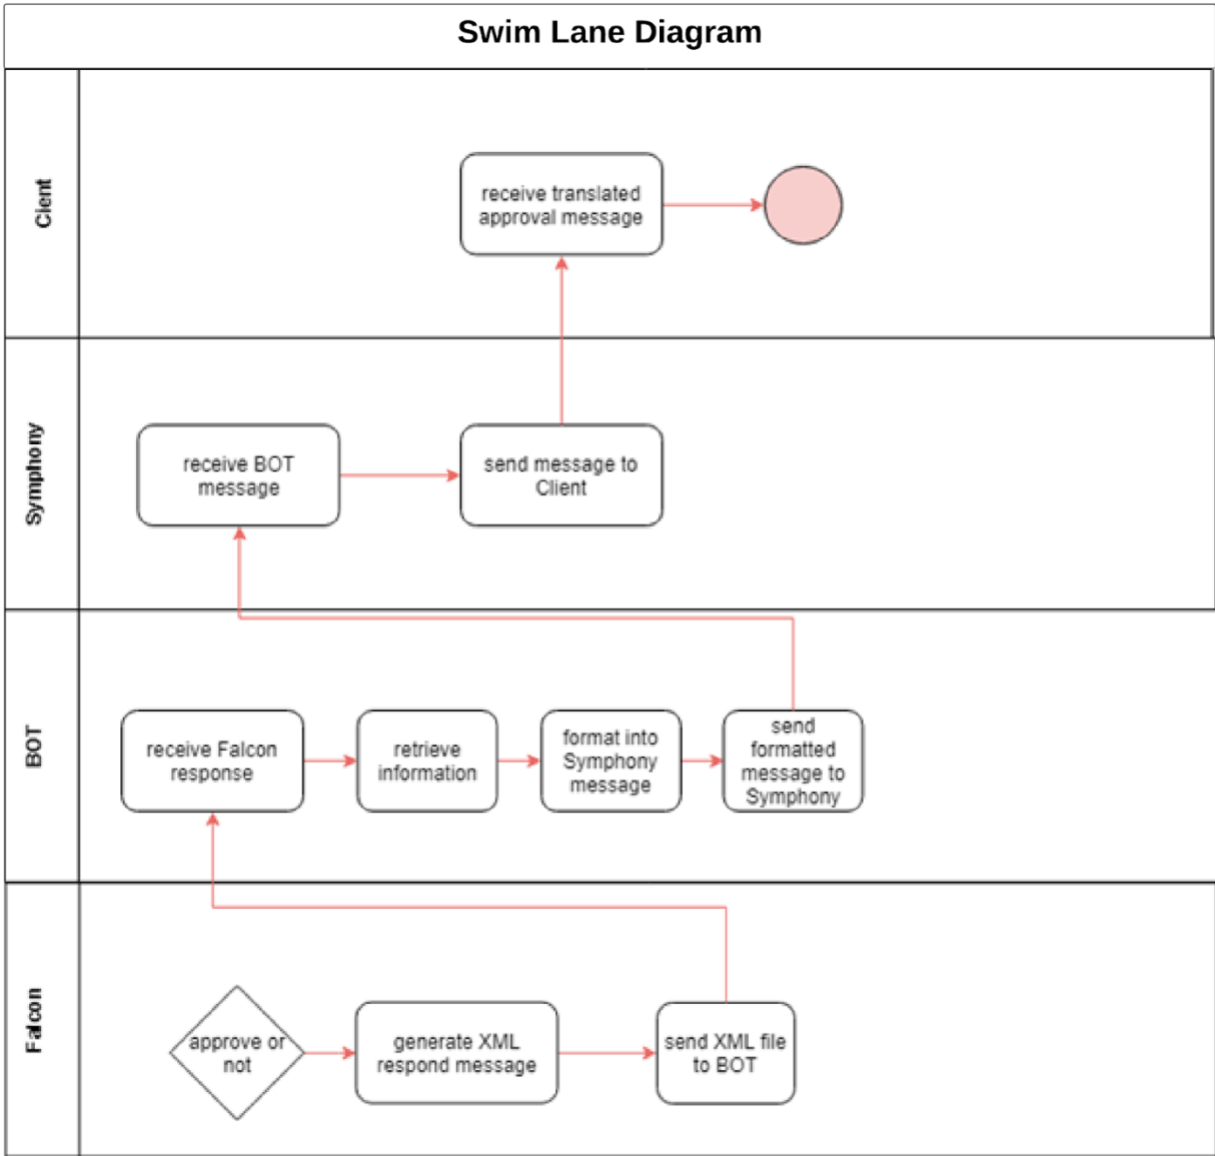 Swim Lane Diagram
Cient
receive translated
approval message
Symphony
receive BOT
message
send message to
Client
BOT
receive Falcon
response
retrieve
information
format into
Symphony
message
send
formatted
message to
Symphony
Falcon
approve or
not
generate XML
respond message
send XML file
to BOT